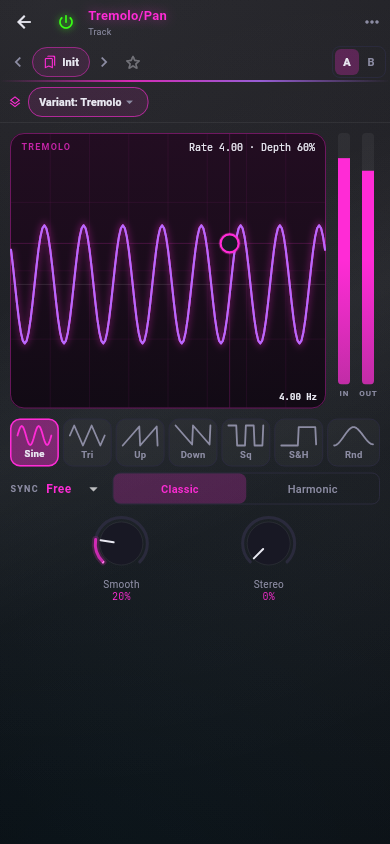 Tremolo/Pan
Track
Init
A B
Variant: Tremolo
TREMOLO Rate 4.00 · Depth 60%
4.00 Hz
IN OUT
Sine Tri Up Down Sq S&H Rnd
SYNC Free Classic Harmonic
Smooth Stereo
20% 0%